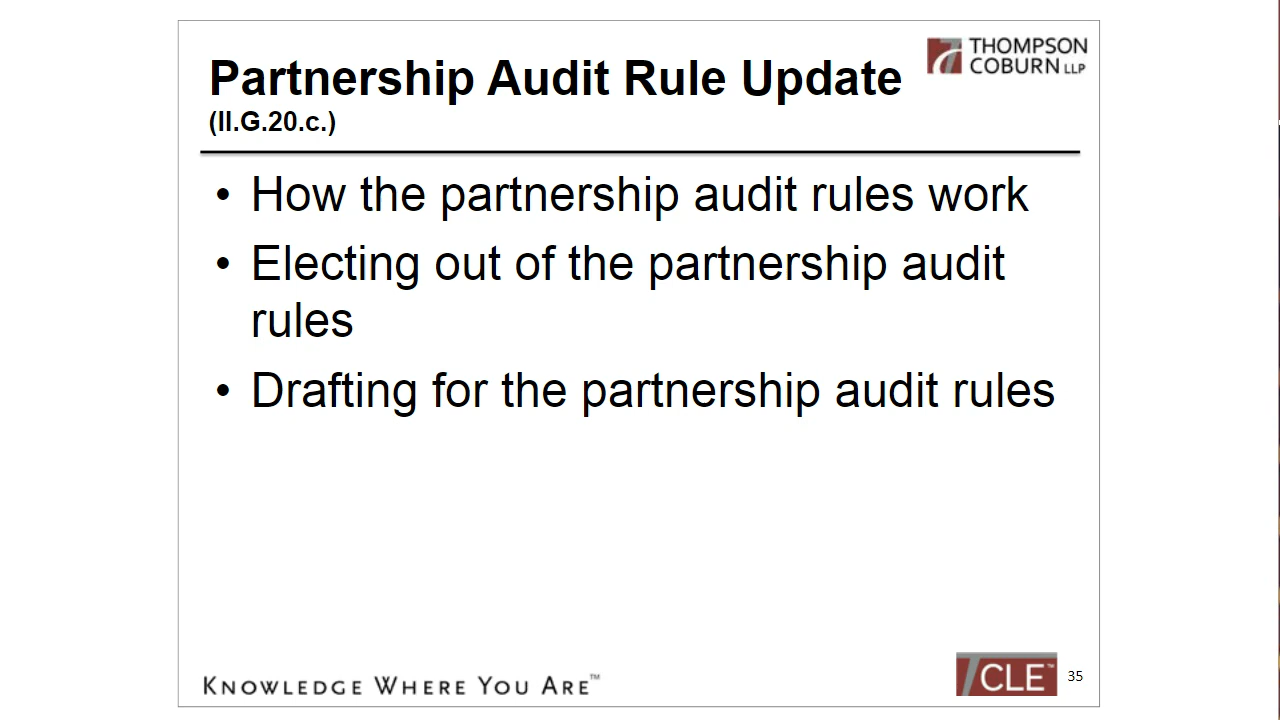 THOMPSON
COBURN LLP
Partnership Audit Rule Update
(II.G.20.c.)
• How the partnership audit rules work
• Electing out of the partnership audit
rules
• Drafting for the partnership audit rules
KNOWLEDGE WHERE YOU ARE™
TCLE™
35